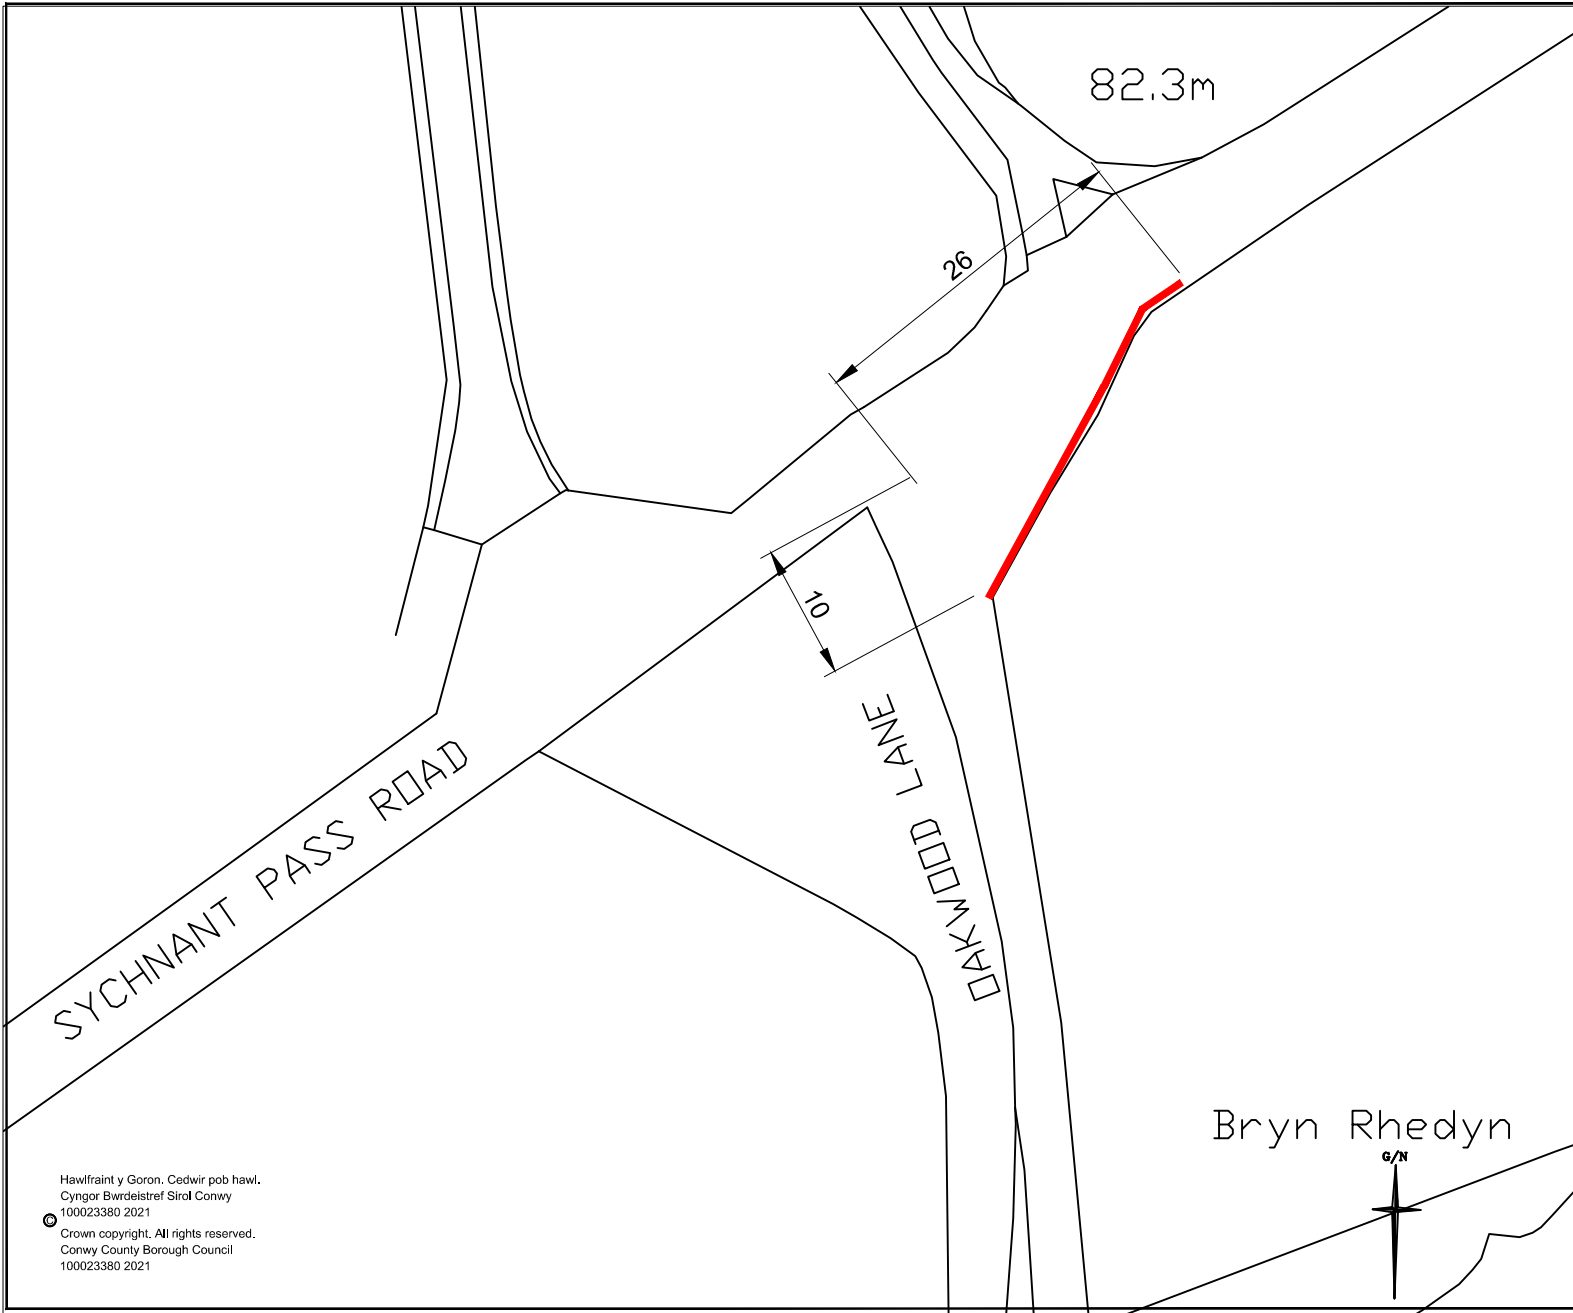 82.3m
26
10
OAKWOOD LANE
SYCHNANT PASS ROAD
Bryn Rhedyn
G/N
Hawlfraint y Goron. Cedwir pob hawl.
Cyngor Bwrdeistref Sirol Conwy
100023380 2021
©
Crown copyright. All rights reserved.
Conwy County Borough Council
100023380 2021